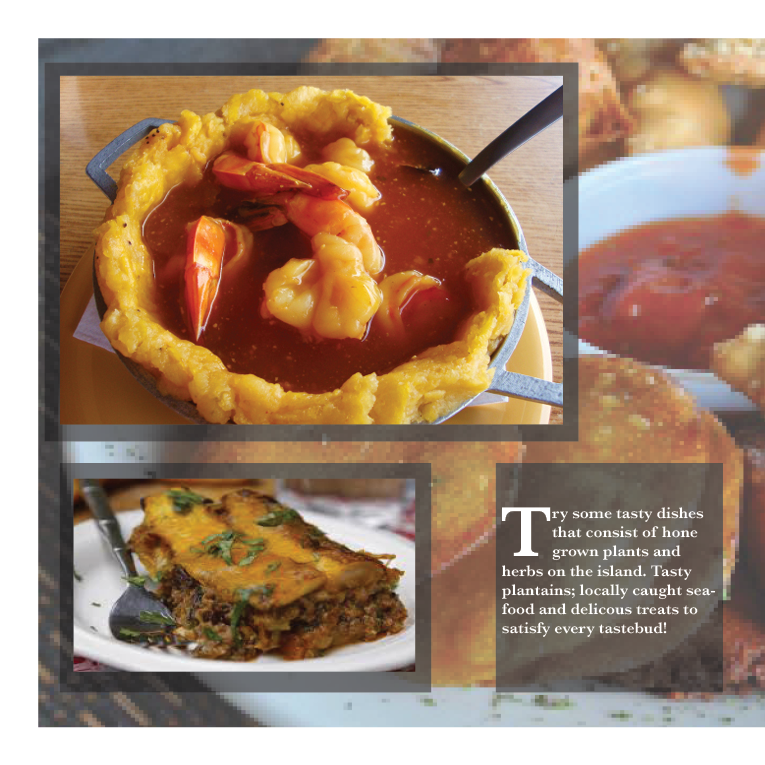 Try some tasty dishes
that consist of hone
grown plants and
herbs on the island. Tasty
plantains; locally caught sea-
food and delicous treats to
satisfy every tastebud!